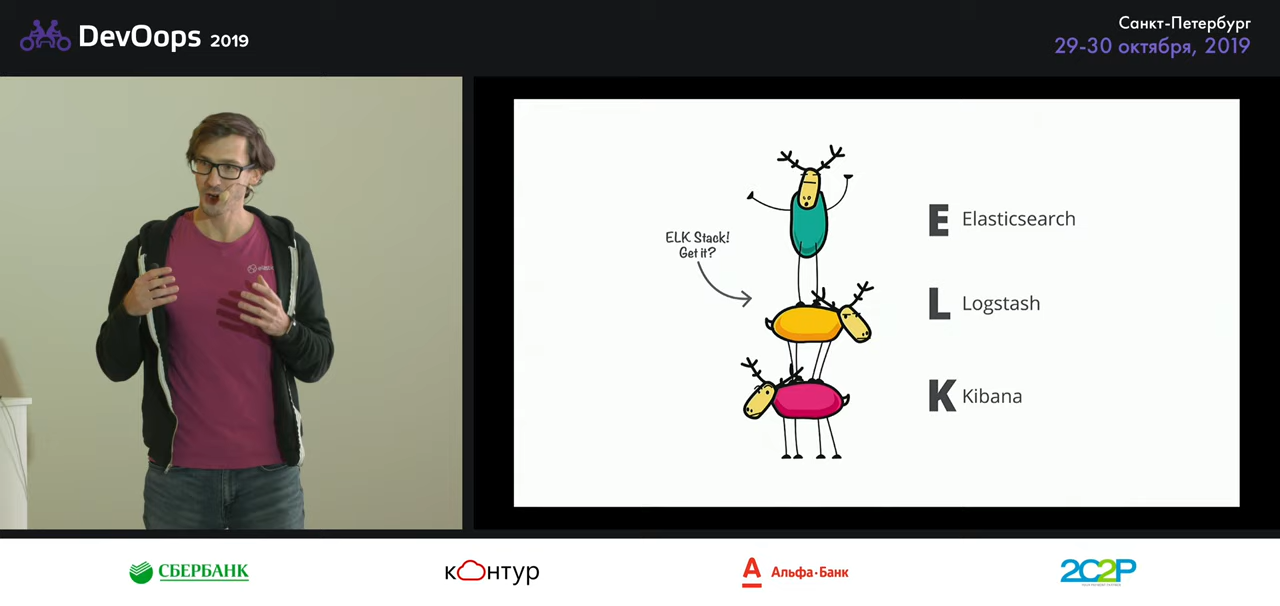 DevOops 2019
Санкт-Петербург
29-30 октября, 2019
ELK Stack!
Get it?
E Elasticsearch
L Logstash
K Kibana
СБЕРБАНК
кОнтур
Альфа·Банк
2C2P